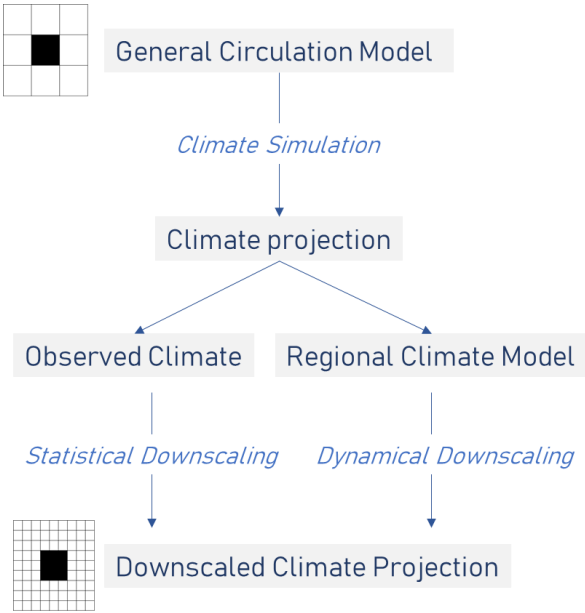 General Circulation Model
Climate Simulation
Climate projection
Observed Climate
Regional Climate Model
Statistical Downscaling
Dynamical Downscaling
Downscaled Climate Projection